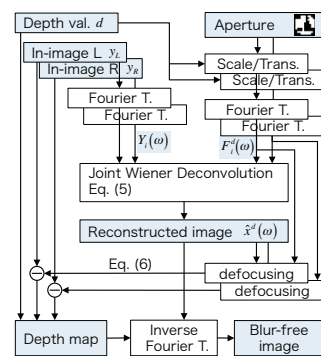 Depth val. d
Aperture
In-image L y_L
In-image R y_R
Scale/Trans.
Scale/Trans.
Fourier T.
Fourier T.
Fourier T.
Fourier T.
Y_i(ω)
F_i^d(ω)
Joint Wiener Deconvolution
Eq. (5)
Reconstructed image x̂^d(ω)
Eq. (6)
defocusing
defocusing
Depth map
Inverse
Fourier T.
Blur-free
image